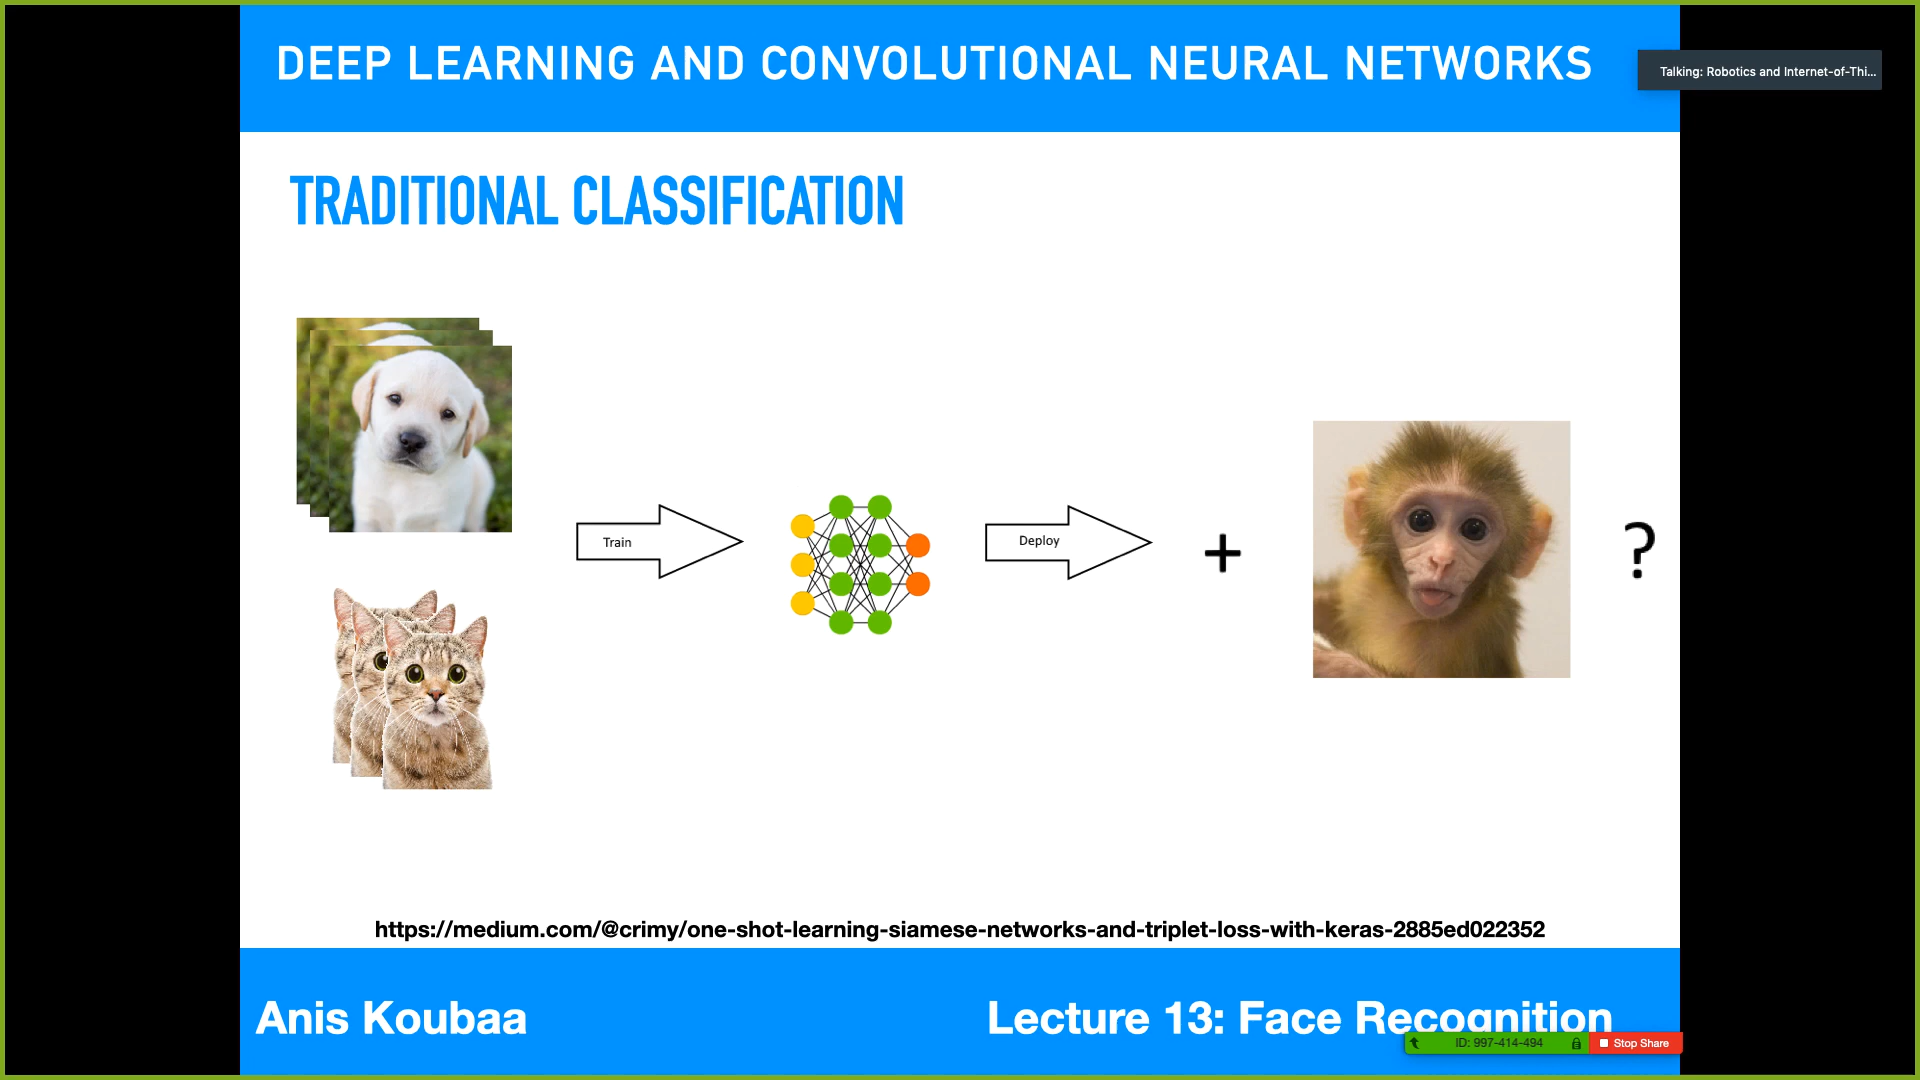 DEEP LEARNING AND CONVOLUTIONAL NEURAL NETWORKS
Talking: Robotics and Internet-of-Thi...
TRADITIONAL CLASSIFICATION
Train
Deploy
+
?
https://medium.com/@crimy/one-shot-learning-siamese-networks-and-triplet-loss-with-keras-2885ed022352
Anis Koubaa
Lecture 13: Face Recognition
ID: 997-414-494
Stop Share